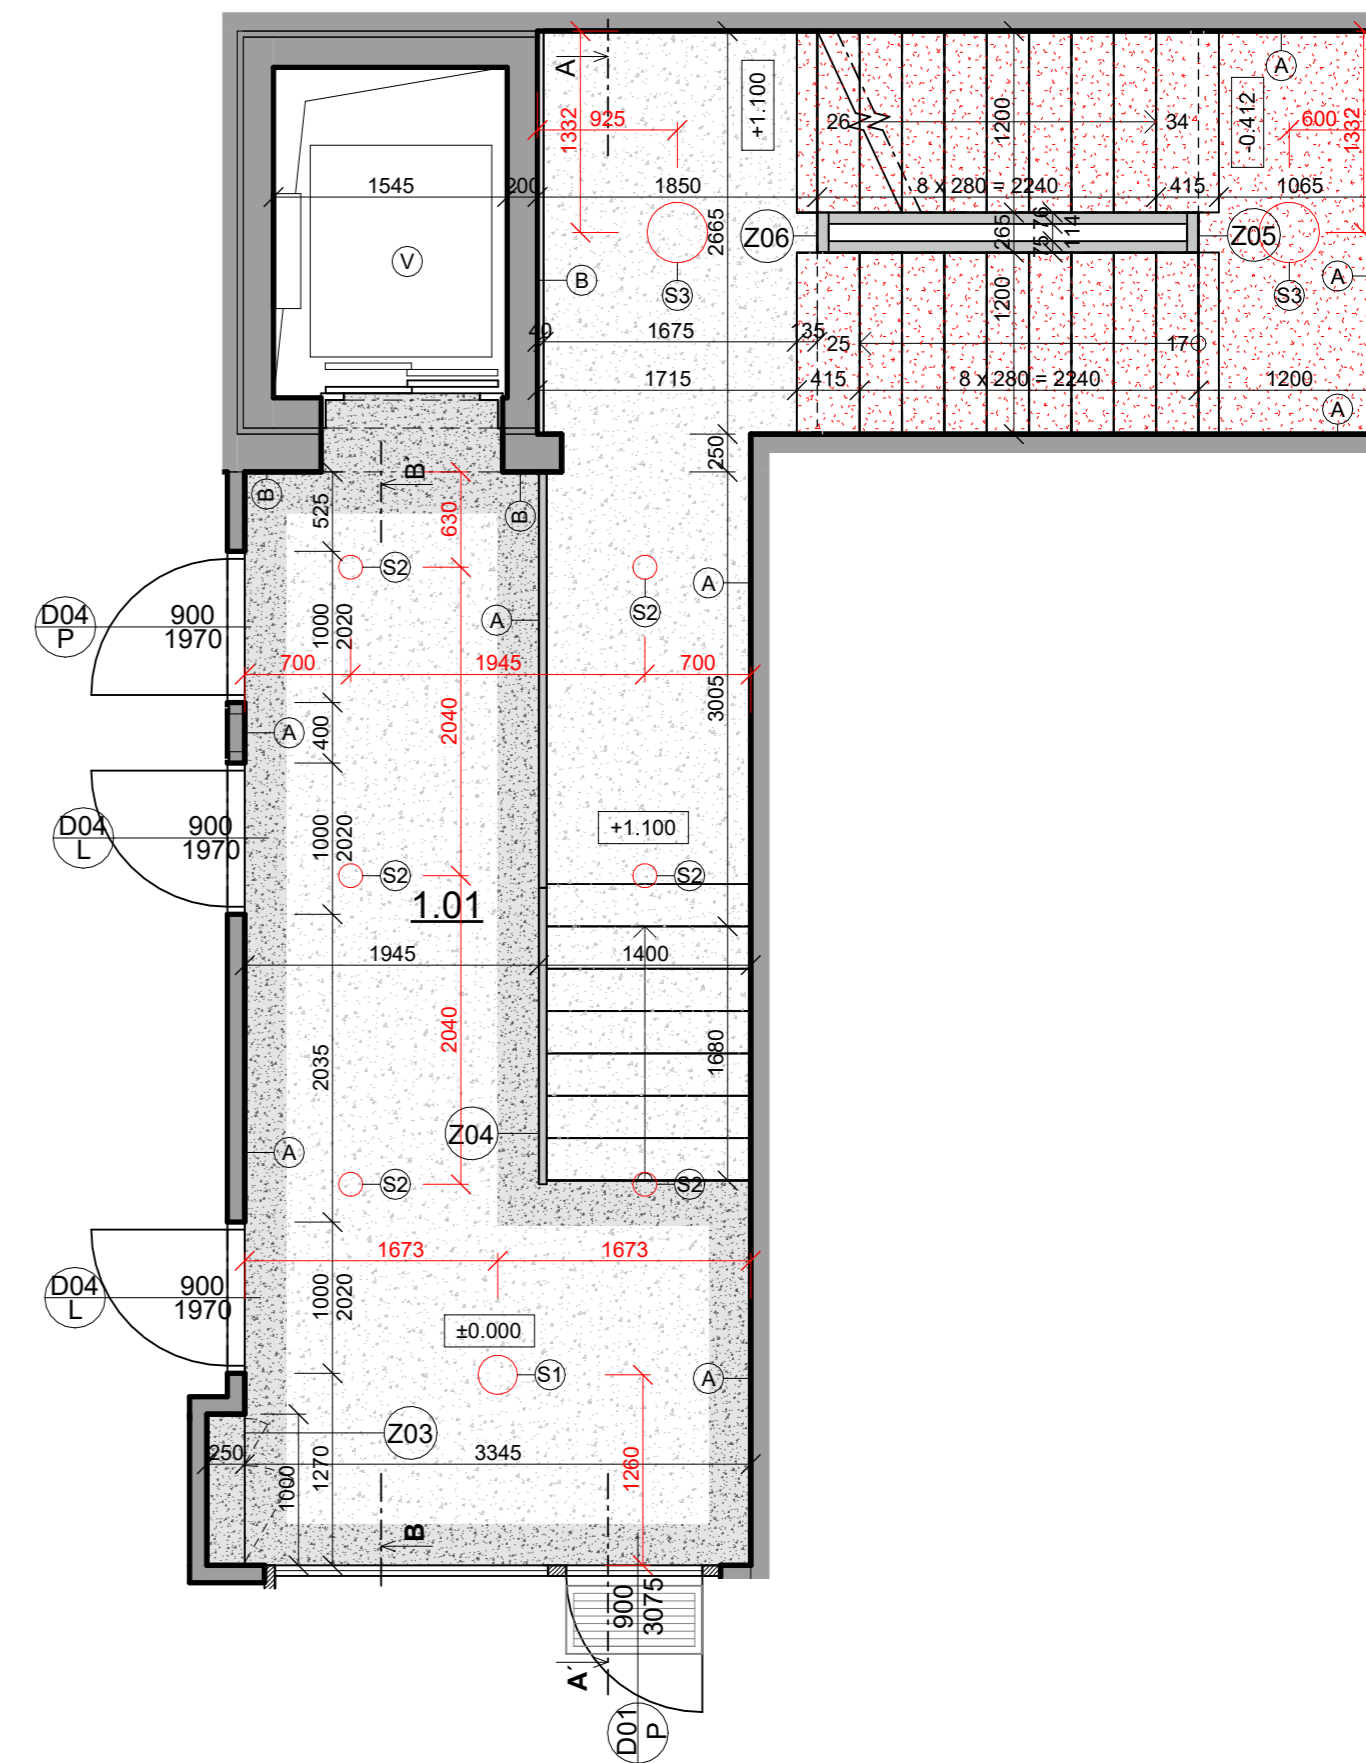 A
+1.100
1332
925
26
34
1200
A
-0.412
600
1332
1545
200
1850
2665
8 x 280 = 2240
415
1065
V
Z06
265
75
76
114
Z05
B
S3
A
S3
1200
40
1675
135
25
17
1715
415
8 x 280 = 2240
1200
A
250
B
525
B´
630
B
S2
S2
A
A
D04
P
900
1970
1000
2020
700
1945
700
3005
A
400
2040
D04
L
900
1970
1000
2020
+1.100
S2
S2
1.01
1945
1400
2035
2040
1680
Z04
A
S2
S2
1673
1673
D04
L
900
1970
1000
2020
±0.000
S1
A
Z03
250
3345
1000
1270
1260
B
900
3075
A´
D01
P